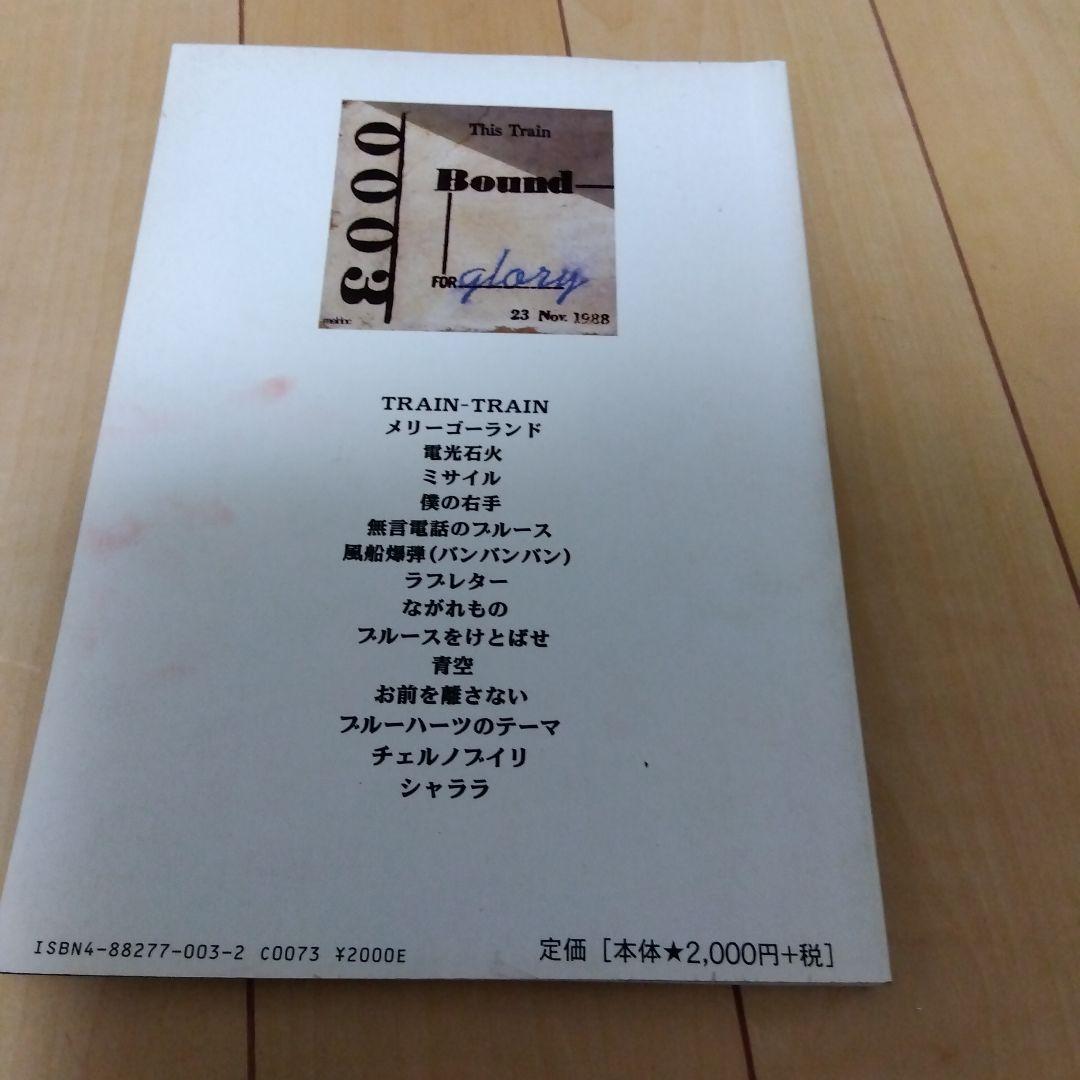 This Train
Bound
FOR glory
23 Nov. 1988
3000
TRAIN-TRAIN
メリーゴーランド
電光石火
ミサイル
僕の右手
無言電話のブルース
風船爆弾(バンバンバン)
ラブレター
ながれもの
ブルースをけとばせ
青空
お前を離さない
ブルーハーツのテーマ
チェルノブイリ
シャララ
ISBN4-88277-003-2 C0073 ¥2000E
定価［本体★2,000円+税］